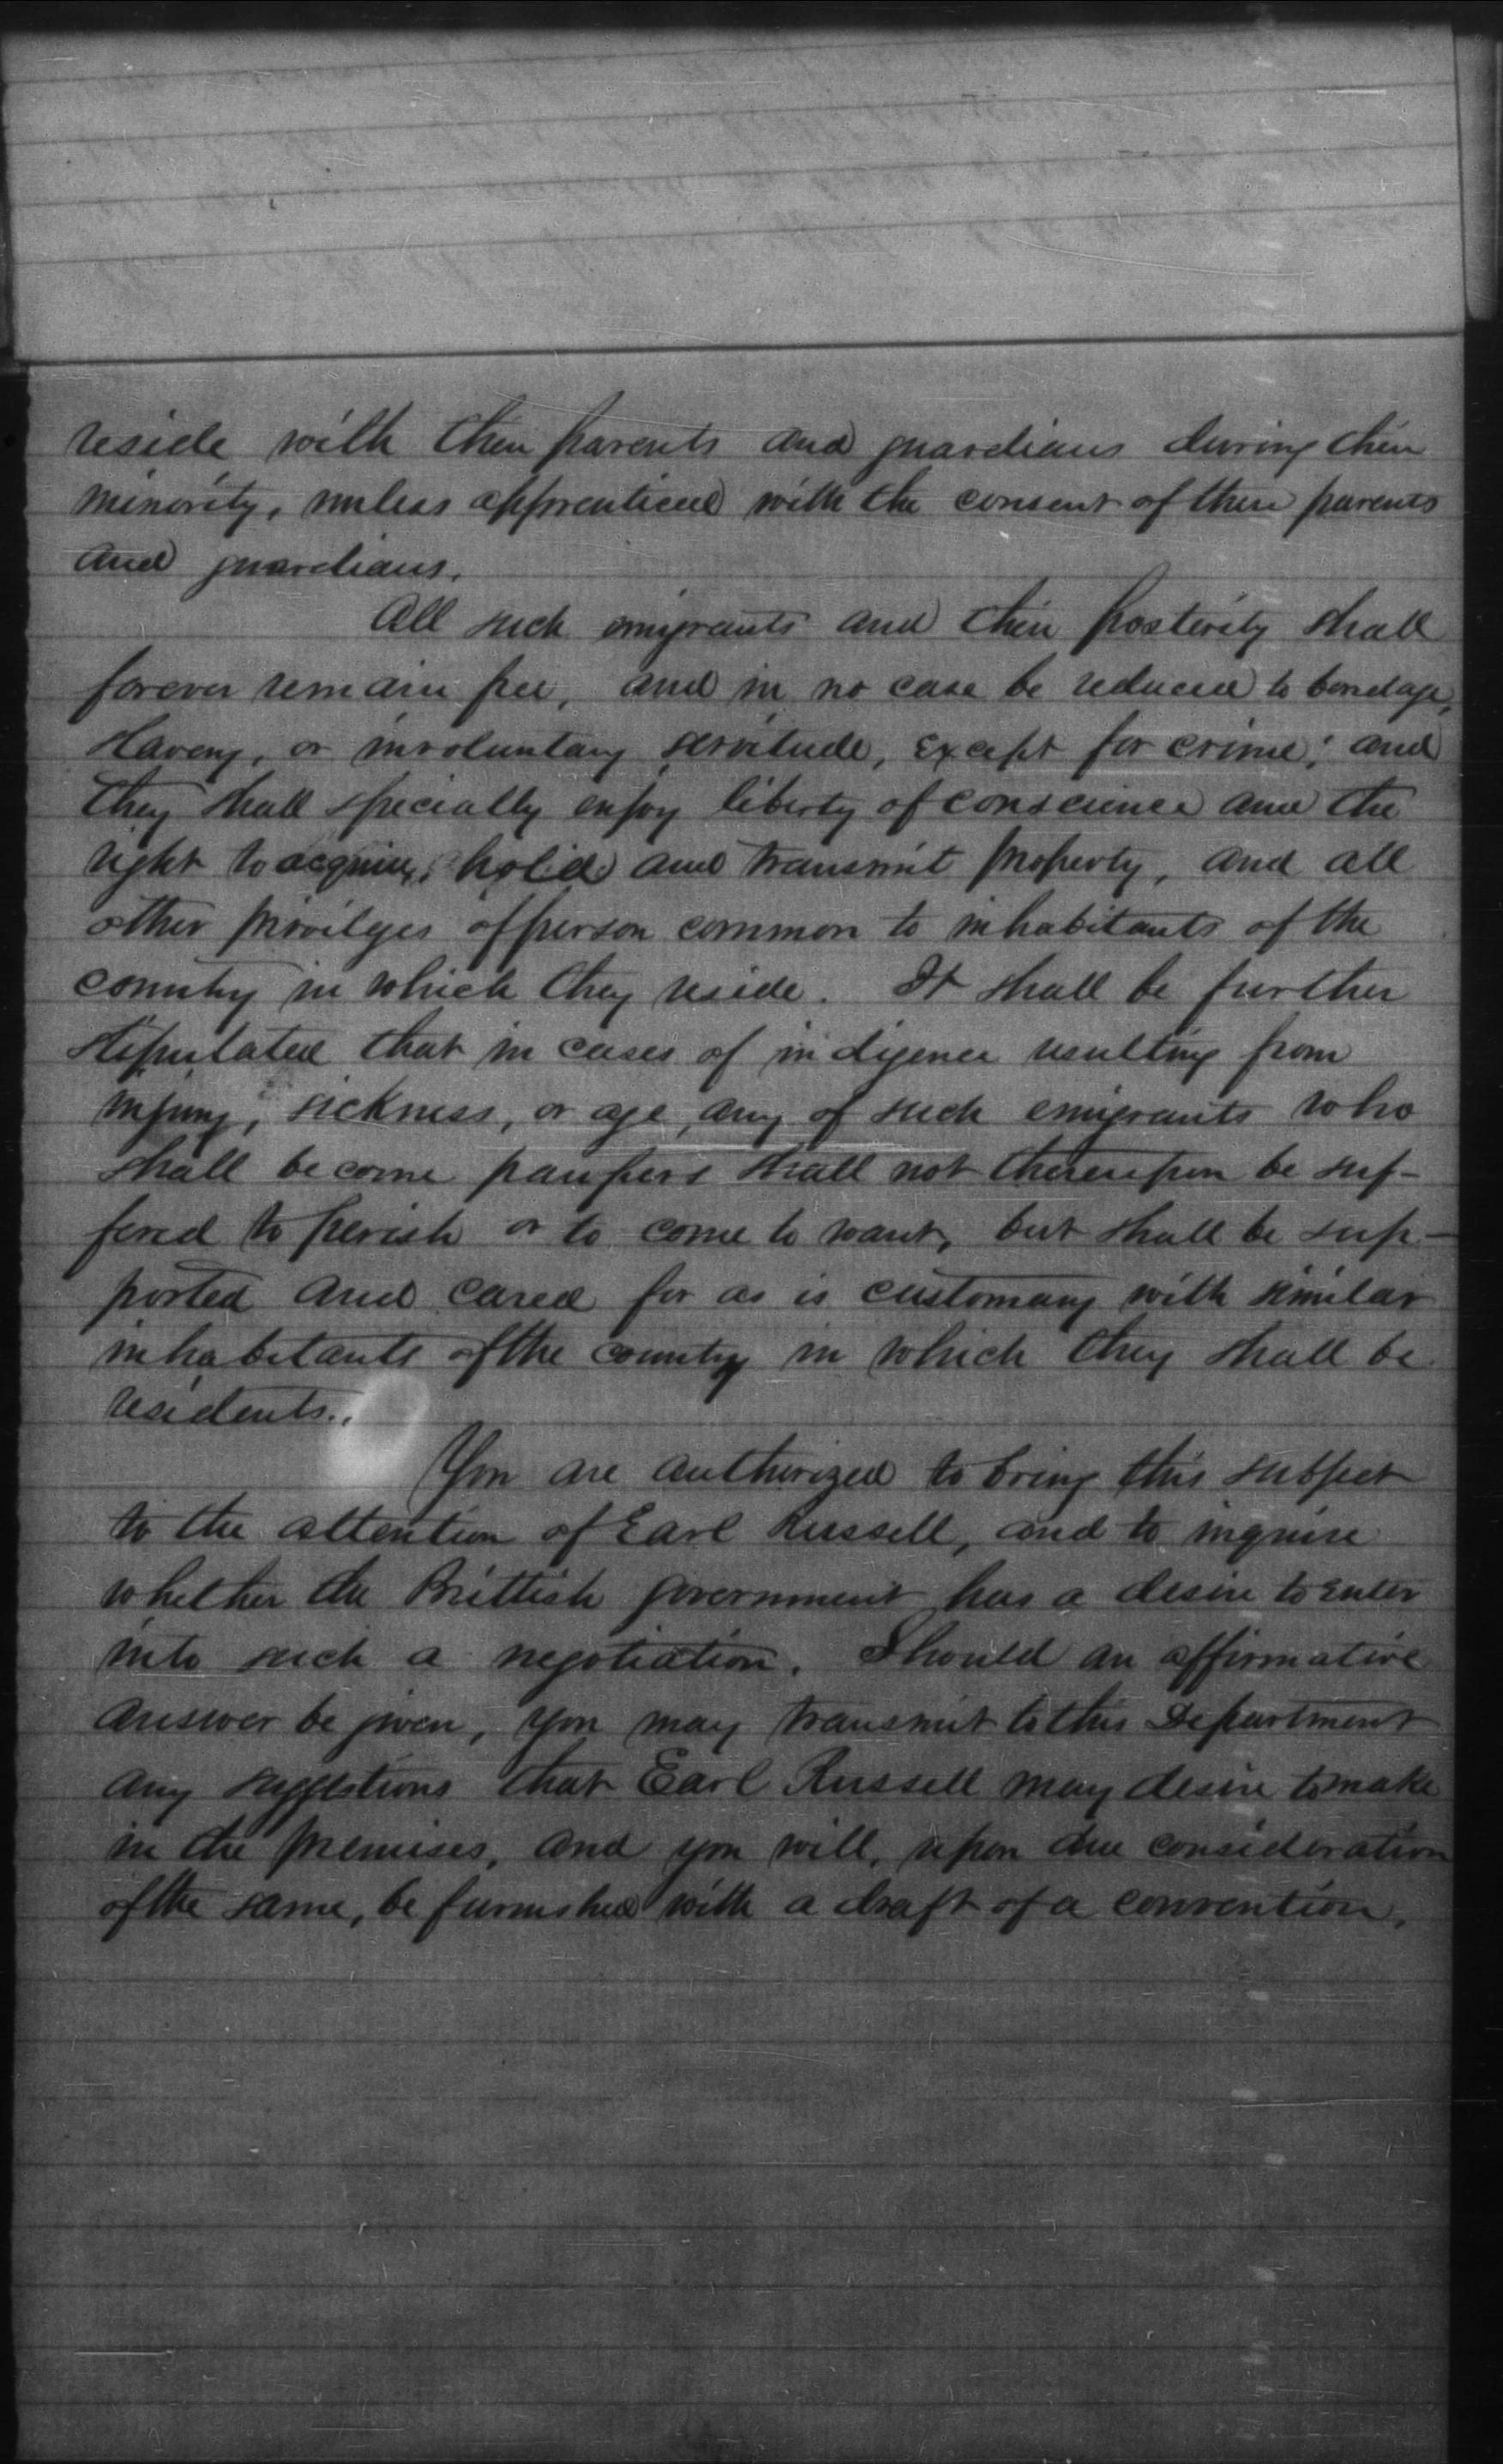 reside with their parents and guardians during their
minority, unless apprenticed with the consent of their parents
and guardians.
All such emigrants and their posterity shall
forever remain free, and in no case be reduced to bondage,
slavery, or involuntary servitude, except for crime; and
they shall specially enjoy liberty of conscience and the
right to acquire, hold and transmit property, and all
other privileges of person common to inhabitants of the
country in which they reside. It shall be further
stipulated that in cases of indigence resulting from
injury, sickness, or age, any of such emigrants who
shall become paupers shall not thereupon be suf-
fered to perish or to come to want, but shall be sup-
ported and cared for as is customary with similar
inhabitants of the country in which they shall be
residents.
You are authorized to bring this subject
to the attention of Earl Russell, and to inquire
whether the Brittish government has a desire to enter
into such a negotiation. Should an affirmative
answer be given, you may transmit to this Department
any suggestions that Earl Russell may desire to make
in the premises, and you will, upon due consideration
of the same, be furnished with a draft of a convention.